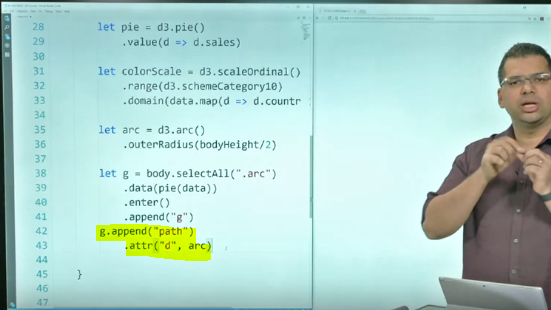 28 let pie = d3.pie()
29 .value(d => d.sales)
30
31 let colorScale = d3.scaleOrdinal()
32 .range(d3.schemeCategory10)
33 .domain(data.map(d => d.countr
34
35 let arc = d3.arc()
36 .outerRadius(bodyHeight/2)
37
38 let g = body.selectAll(".arc")
39 .data(pie(data))
40 .enter()
41 .append("g")
42 g.append("path")
43 .attr("d", arc)
44
45 }
46
47